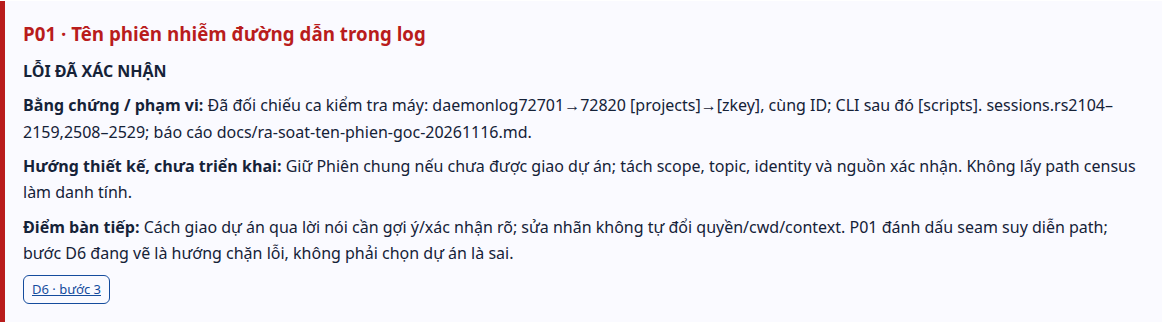 P01 · Tên phiên nhiễm đường dẫn trong log
LỖI ĐÃ XÁC NHẬN
Bằng chứng / phạm vi: Đã đối chiếu ca kiểm tra máy: daemonlog72701→72820 [projects]→[zkey], cùng ID; CLI sau đó [scripts]. sessions.rs2104–
2159,2508–2529; báo cáo docs/ra-soat-ten-phien-goc-20261116.md.
Hướng thiết kế, chưa triển khai: Giữ Phiên chung nếu chưa được giao dự án; tách scope, topic, identity và nguồn xác nhận. Không lấy path census
làm danh tính.
Điểm bàn tiếp: Cách giao dự án qua lời nói cần gợi ý/xác nhận rõ; sửa nhãn không tự đổi quyền/cwd/context. P01 đánh dấu seam suy diễn path;
bước D6 đang vẽ là hướng chặn lỗi, không phải chọn dự án là sai.
D6 · bước 3